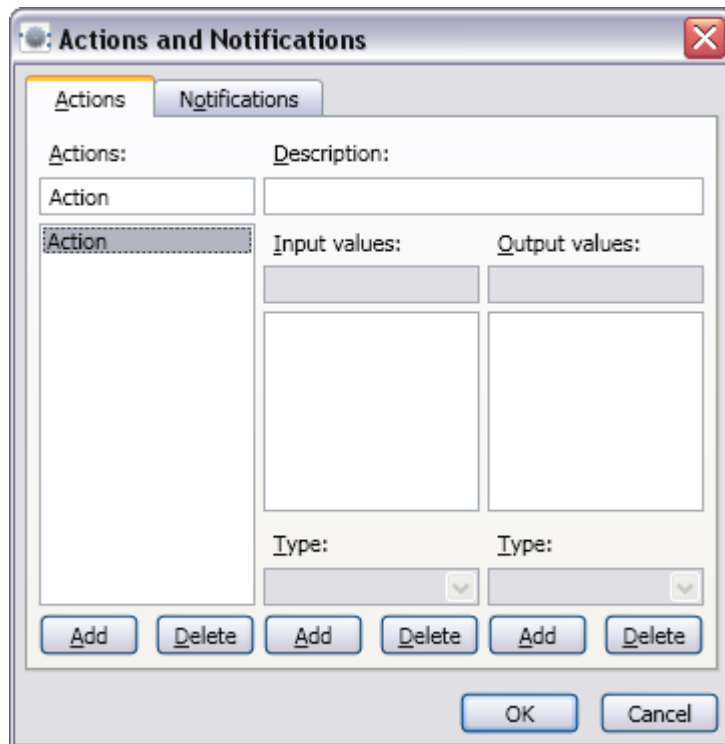 Actions and Notifications
Actions Notifications
Actions: Description:
Action
Action
Input values: Output values:
Type: Type:
Add Delete Add Delete Add Delete
OK Cancel